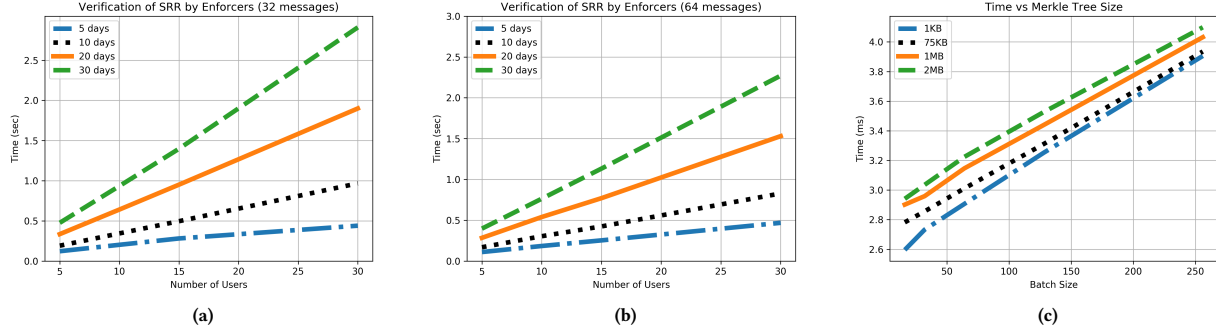 Verification of SRR by Enforcers (32 messages)
5 days
10 days
20 days
30 days
2.5
2.0
1.5
1.0
0.5
0.0
Time (sec)
5 10 15 20 25 30
Number of Users
(a)
Verification of SRR by Enforcers (64 messages)
5 days
10 days
20 days
30 days
3.0
2.5
2.0
1.5
1.0
0.5
0.0
Time (sec)
5 10 15 20 25 30
Number of Users
(b)
Time vs Merkle Tree Size
1KB
75KB
1MB
2MB
4.0
3.8
3.6
3.4
3.2
3.0
2.8
2.6
Time (ms)
50 100 150 200 250
Batch Size
(c)